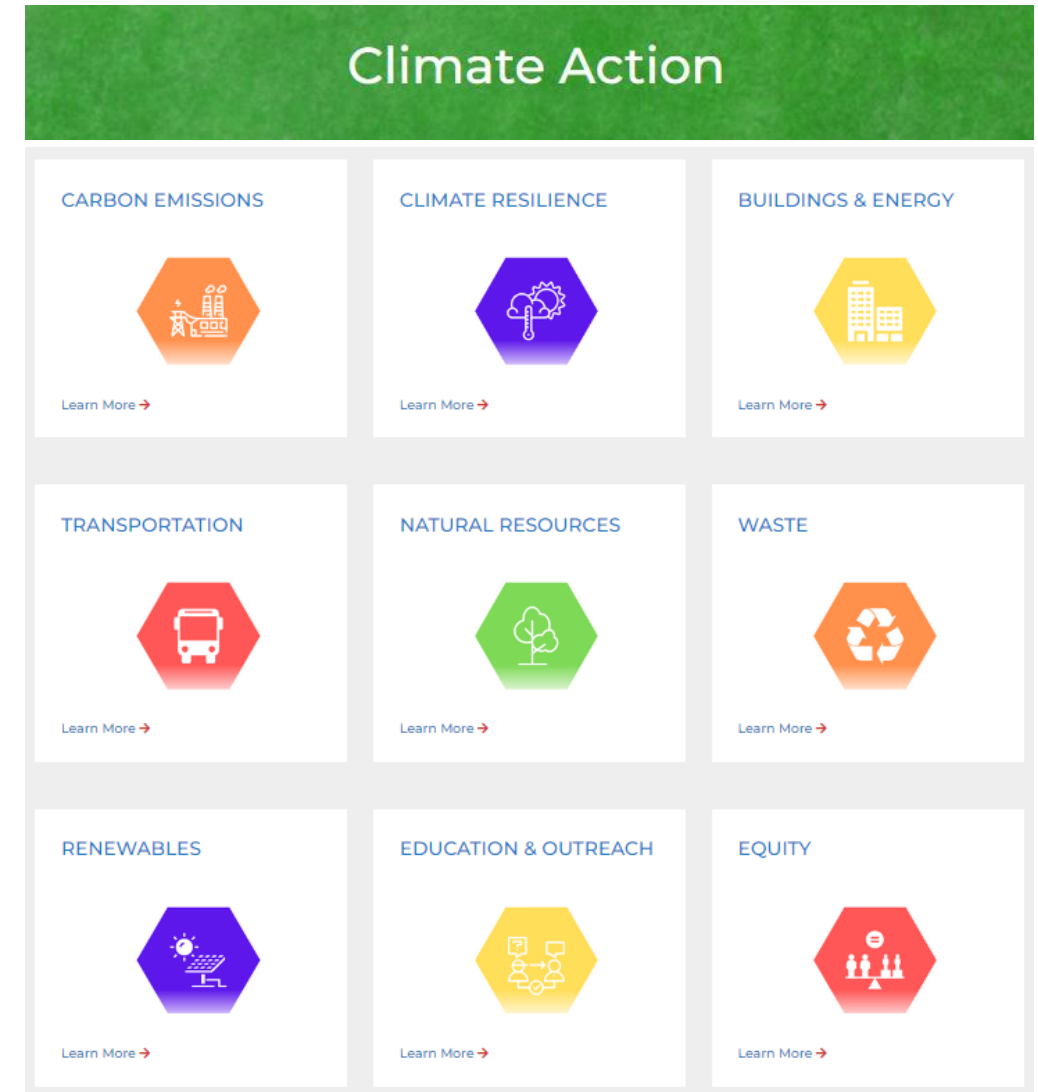 Climate Action
CARBON EMISSIONS
CLIMATE RESILIENCE
BUILDINGS & ENERGY
Learn More →
Learn More →
Learn More →
TRANSPORTATION
NATURAL RESOURCES
WASTE
Learn More →
Learn More →
Learn More →
RENEWABLES
EDUCATION & OUTREACH
EQUITY
?
=
Learn More →
Learn More →
Learn More →